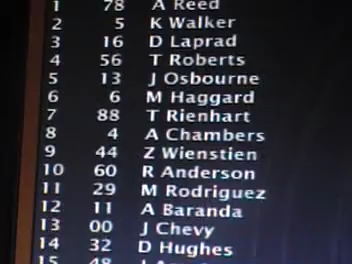 1 78 A Reed
2 5 K Walker
3 16 D Laprad
4 56 T Roberts
5 13 J Osbourne
6 6 M Haggard
7 88 T Rienhart
8 4 A Chambers
9 44 Z Wienstien
10 60 R Anderson
11 29 M Rodriguez
12 11 A Baranda
13 00 J Chevy
14 32 D Hughes
15 48